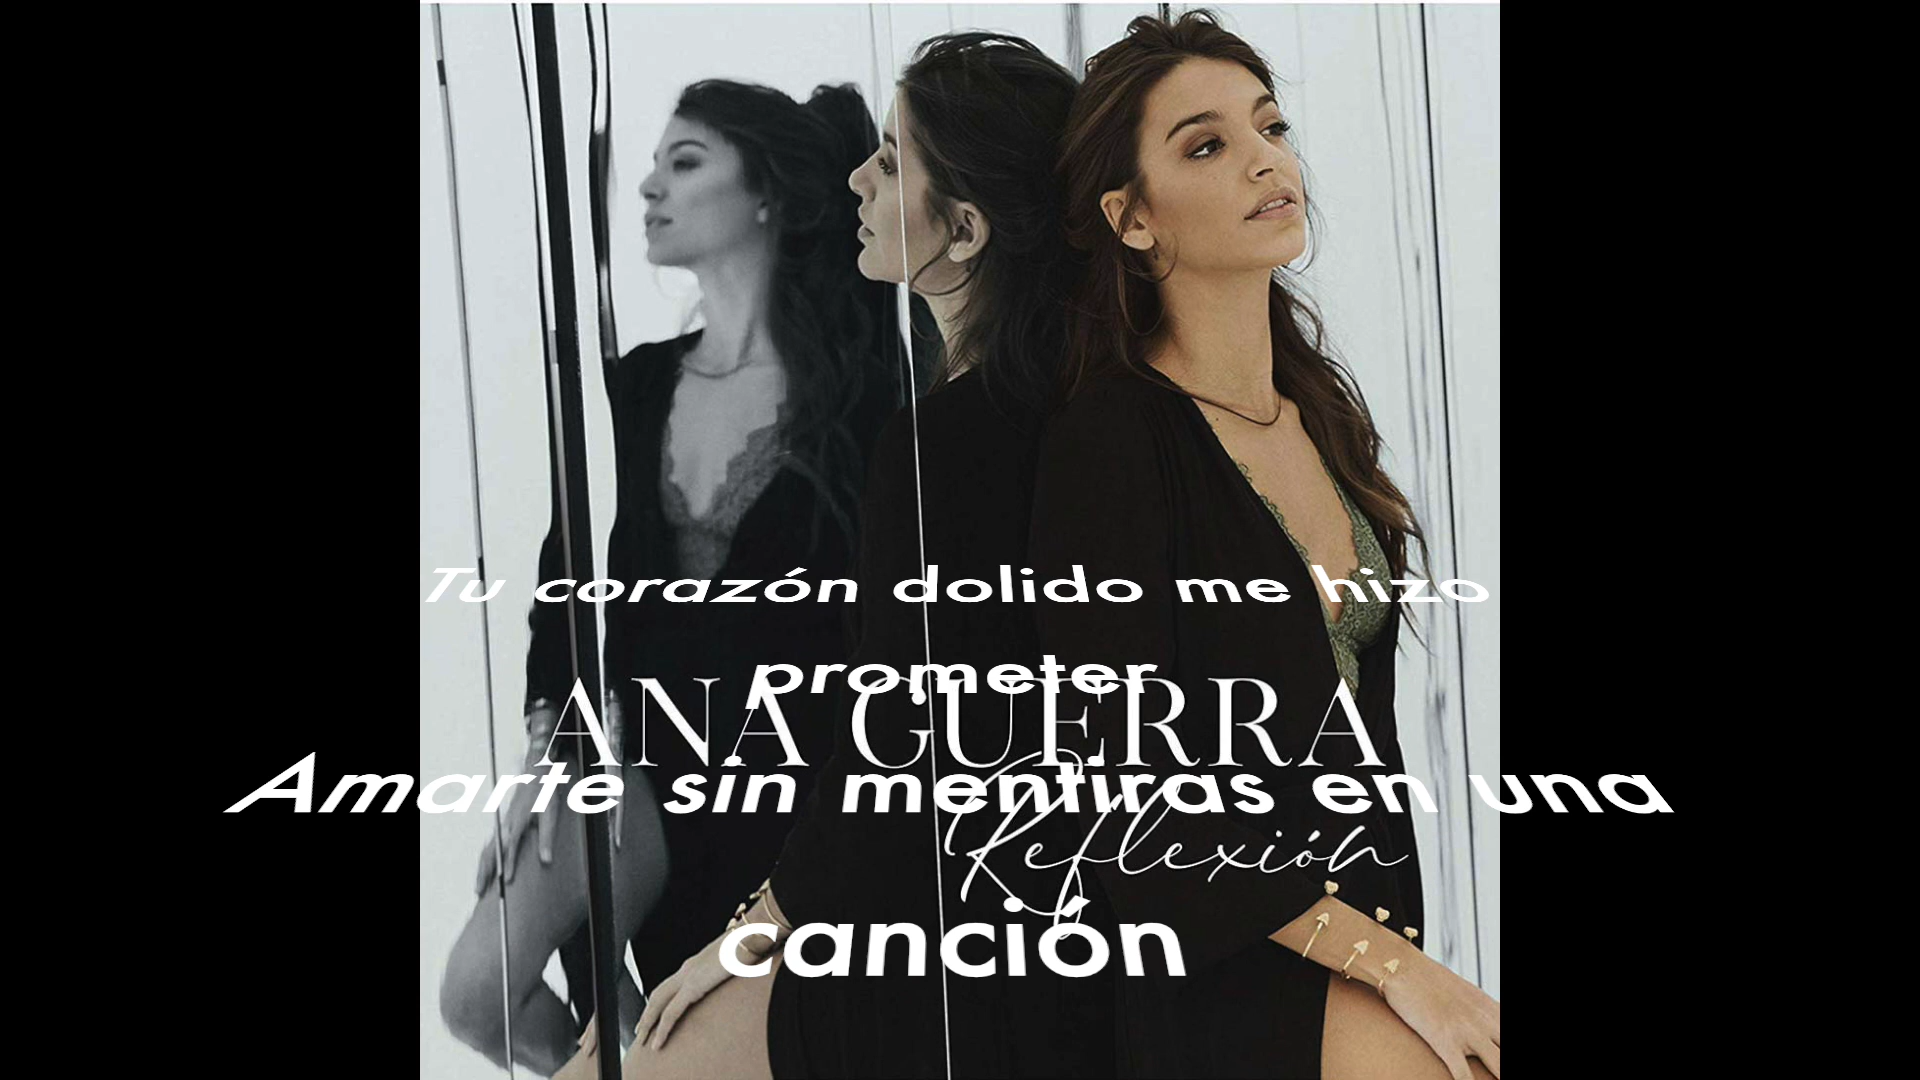 Tu corazón dolido me hizo
prometer
ANA GUERRA
Amarte sin mentiras en una
Reflexión
canción